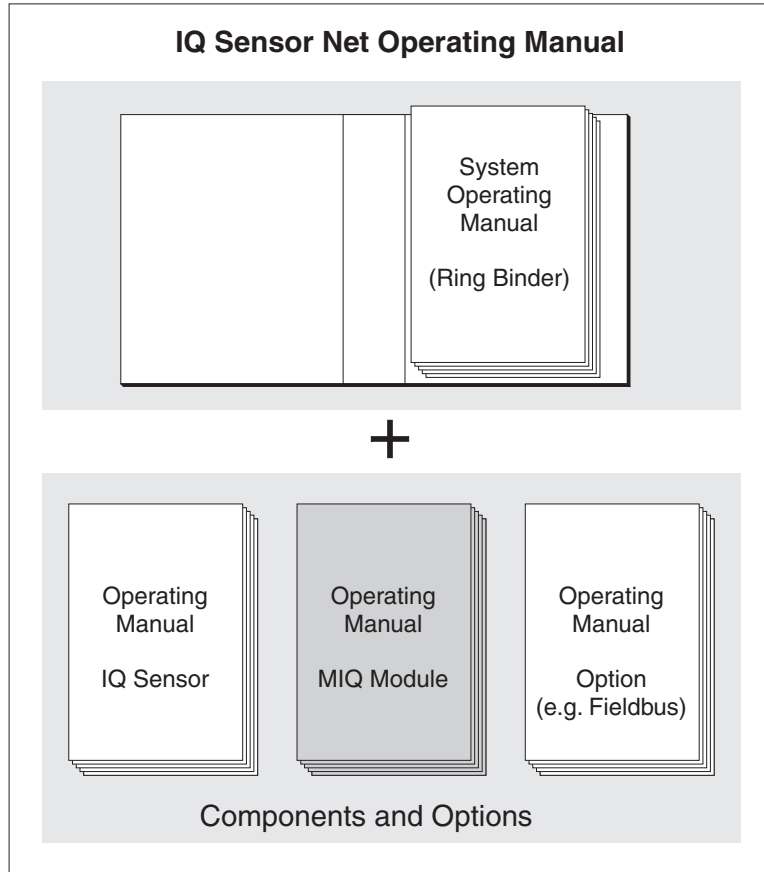 IQ Sensor Net Operating Manual
System
Operating
Manual
(Ring Binder)
+
Operating
Manual
IQ Sensor
Operating
Manual
MIQ Module
Operating
Manual
Option
(e.g. Fieldbus)
Components and Options